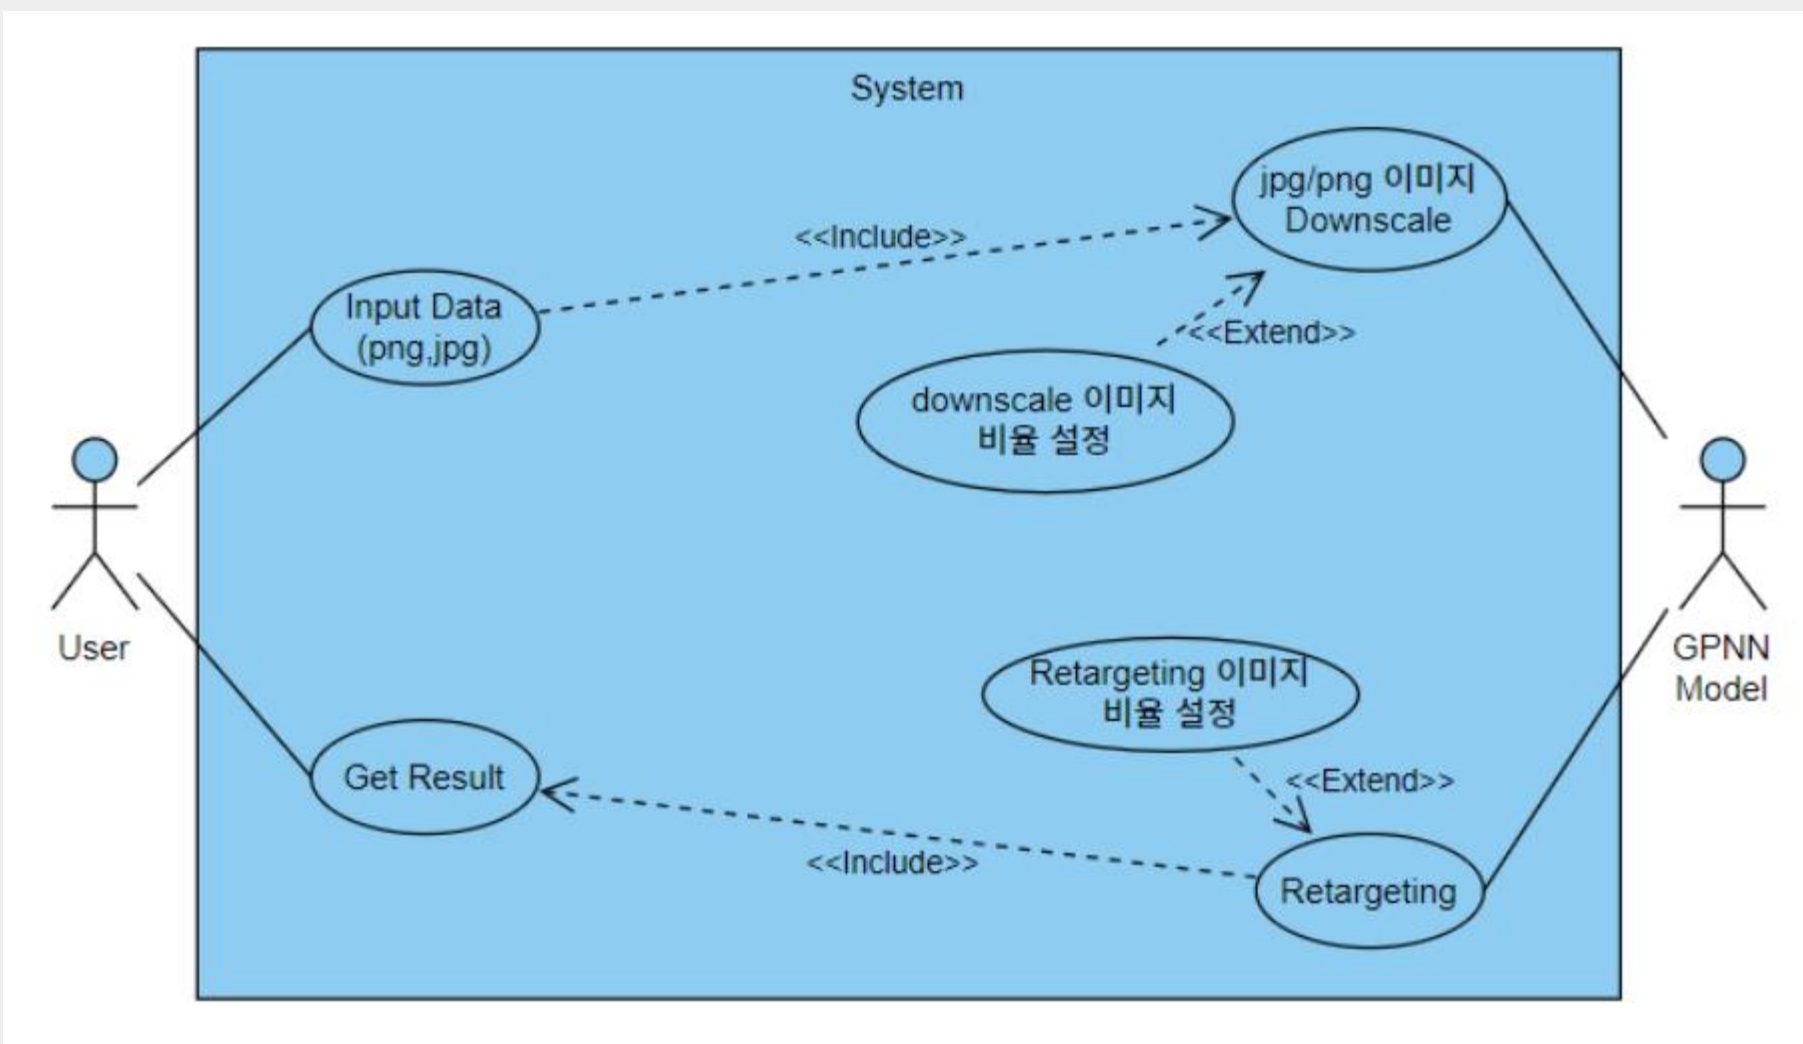 System
jpg/png 이미지
Downscale
<<Include>>
Input Data
(png,jpg)
<<Extend>>
downscale 이미지
비율 설정
User
GPNN
Model
Retargeting 이미지
비율 설정
Get Result
<<Extend>>
<<Include>>
Retargeting